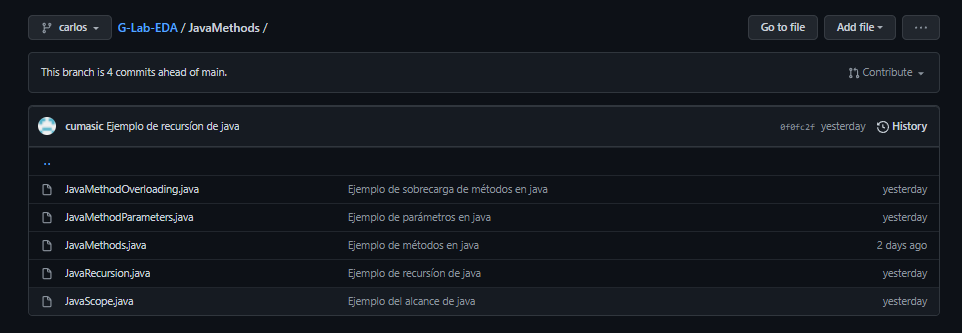 carlos G-Lab-EDA / JavaMethods / Go to file Add file ...
This branch is 4 commits ahead of main. Contribute
cumasic Ejemplo de recursíon de java 0f0fc2f yesterday History
..
JavaMethodOverloading.java Ejemplo de sobrecarga de métodos en java yesterday
JavaMethodParameters.java Ejemplo de parámetros en java yesterday
JavaMethods.java Ejemplo de métodos en java 2 days ago
JavaRecursion.java Ejemplo de recursíon de java yesterday
JavaScope.java Ejemplo del alcance de java yesterday